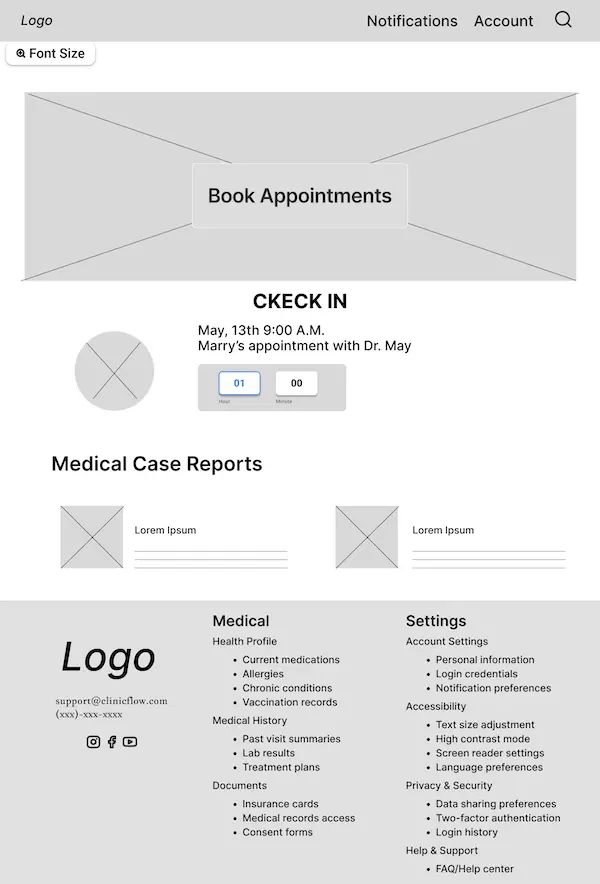 Logo
Notifications
Account
Font Size
Book Appointments
CKECK IN
May, 13th 9:00 A.M.
Marry's appointment with Dr. May
01
00
Hour
Minute
Medical Case Reports
Lorem Ipsum
Lorem Ipsum
Logo
support@clinicflow.com
(xxx)-xxx-xxxx
Medical
Health Profile
• Current medications
• Allergies
• Chronic conditions
• Vaccination records
Medical History
• Past visit summaries
• Lab results
• Treatment plans
Documents
• Insurance cards
• Medical records access
• Consent forms
Settings
Account Settings
• Personal information
• Login credentials
• Notification preferences
Accessibility
• Text size adjustment
• High contrast mode
• Screen reader settings
• Language preferences
Privacy & Security
• Data sharing preferences
• Two-factor authentication
• Login history
Help & Support
• FAQ/Help center